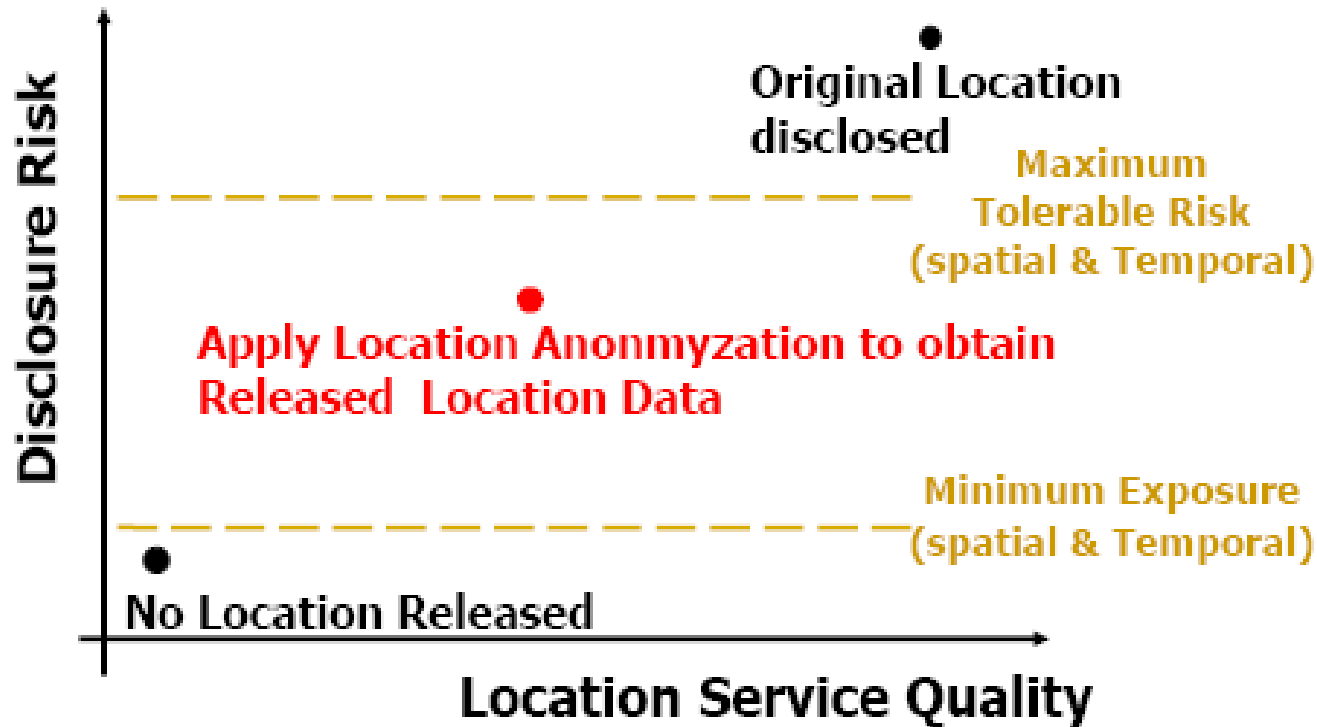 Disclosure Risk
Original Location
disclosed
Maximum
Tolerable Risk
(spatial & Temporal)
Apply Location Anonmyzation to obtain
Released Location Data
Minimum Exposure
(spatial & Temporal)
No Location Released
Location Service Quality